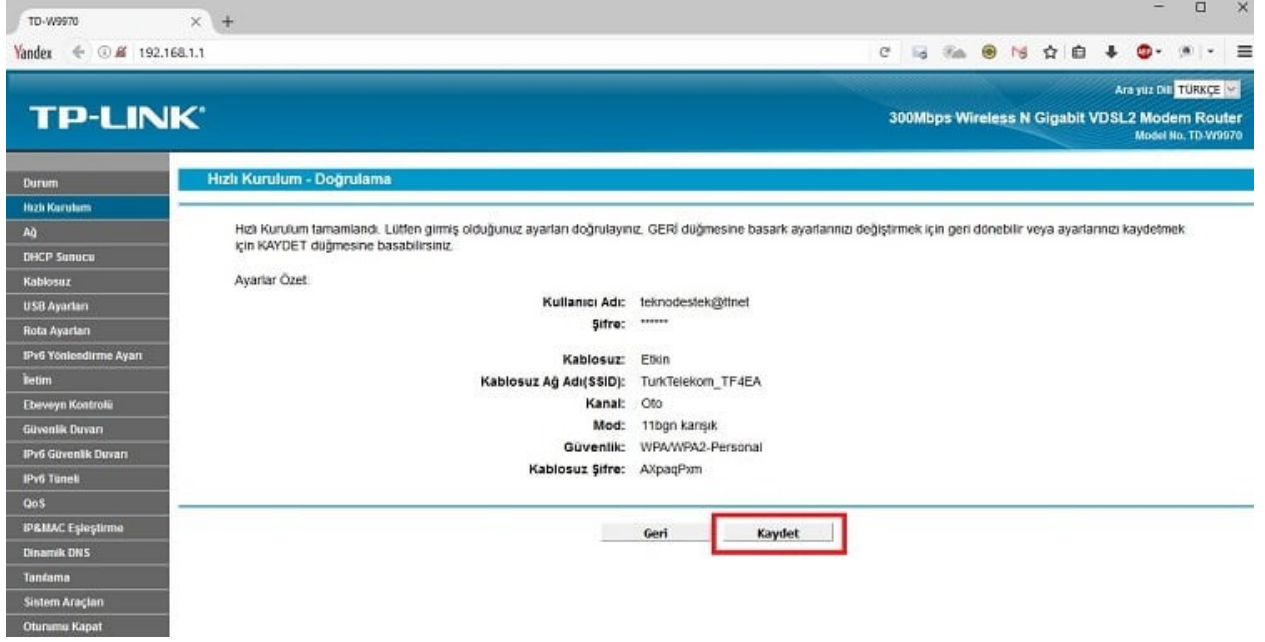 TD-W9970
Yandex 192.168.1.1
Ara yüz Dili TÜRKÇE
TP-LINK
300Mbps Wireless N Gigabit VDSL2 Modem Router
Model No. TD-W9970
Durum
Hızlı Kurulum
Ağ
DHCP Sunucu
Kablosuz
USB Ayarları
Rota Ayarları
IPv6 Yönlendirme Ayarı
İletim
Ebeveyn Kontrolü
Güvenlik Duvarı
IPv6 Güvenlik Duvarı
IPv6 Tüneli
QoS
IP&MAC Eşleştirme
Dinamik DNS
Tanılama
Sistem Araçları
Oturumu Kapat
Hızlı Kurulum - Doğrulama
Hızlı Kurulum tamamlandı. Lütfen girmiş olduğunuz ayarları doğrulayınız. GERİ düğmesine basark ayarlarınızı değiştirmek için geri dönebilir veya ayarlarınızı kaydetmek
için KAYDET düğmesine basabilirsiniz.
Ayarlar Özet:
Kullanıcı Adı: teknodestek@ttnet
Şifre: ******
Kablosuz: Etkin
Kablosuz Ağ Adı(SSID): TurkTelekom_TF4EA
Kanal: Oto
Mod: 11bgn karışık
Güvenlik: WPA/WPA2-Personal
Kablosuz Şifre: AXpaqPxm
Geri Kaydet